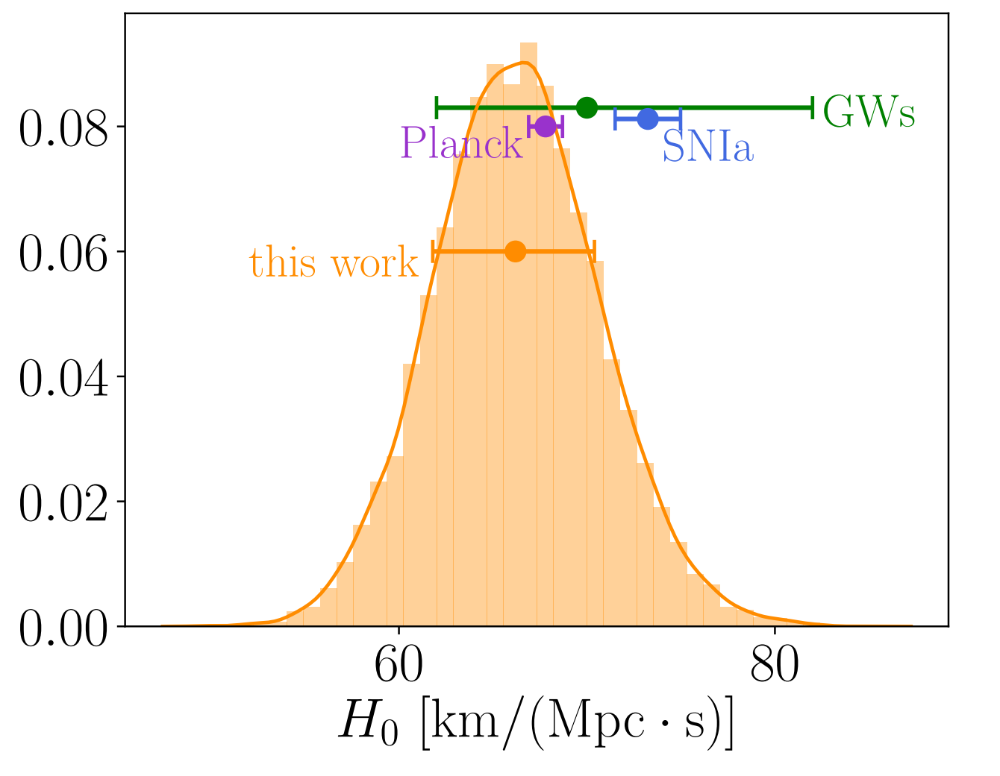 GWs
0.08
Planck
SNIa
0.06
this work
0.04
0.02
0.00
60
80
H₀ [km/(Mpc · s)]